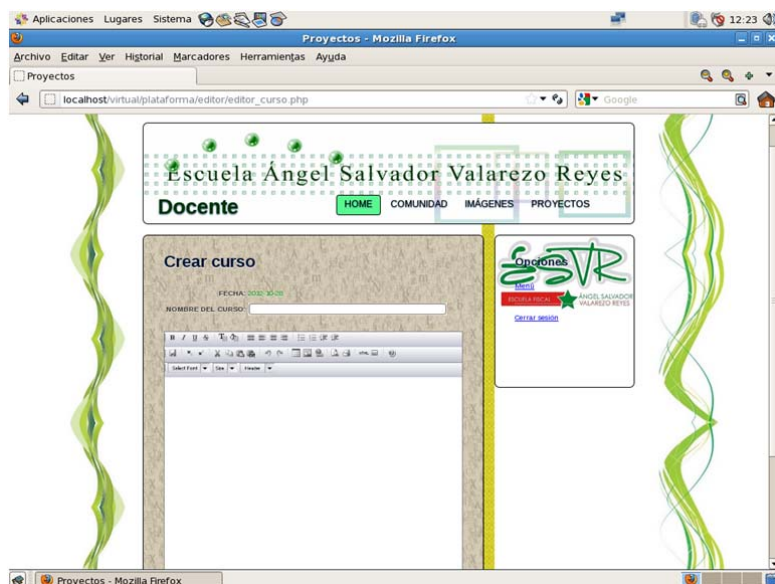 Aplicaciones Lugares Sistema 12:23
Proyectos - Mozilla Firefox
Archivo Editar Ver Historial Marcadores Herramientas Ayuda
Proyectos
localhost/virtual/plataforma/editor/editor_curso.php Google
Escuela Ángel Salvador Valarezo Reyes
Docente HOME COMUNIDAD IMÁGENES PROYECTOS
Crear curso
FECHA:
NOMBRE DEL CURSO:
B I U S
HTML
Select Font Size Header
Opciones
Menú
ESCUELA FISCAL ÁNGEL SALVADOR
VALAREZO REYES
Cerrar sesión
Proyectos - Mozilla Firefox